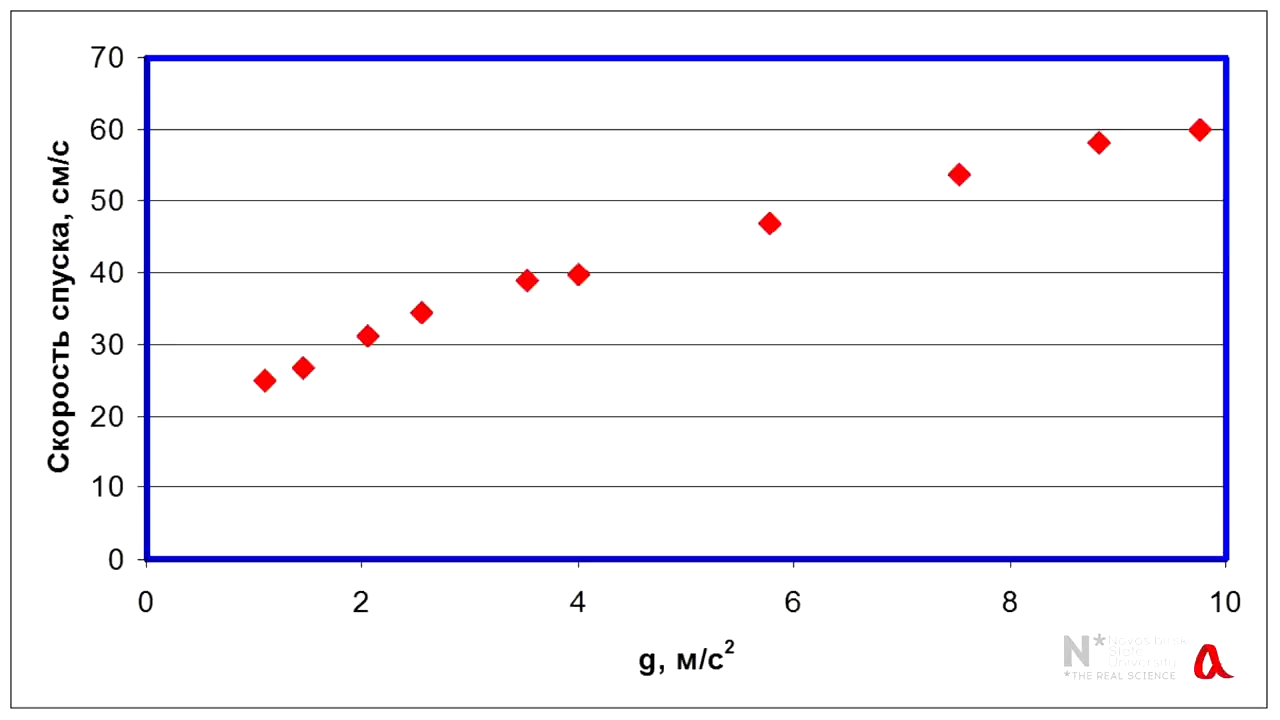 70
60
50
40
30
20
10
0
Скорость спуска, см/с
0 2 4 6 8 10
g, м/с²
N*
Novosibirsk
State
University
*THE REAL SCIENCE